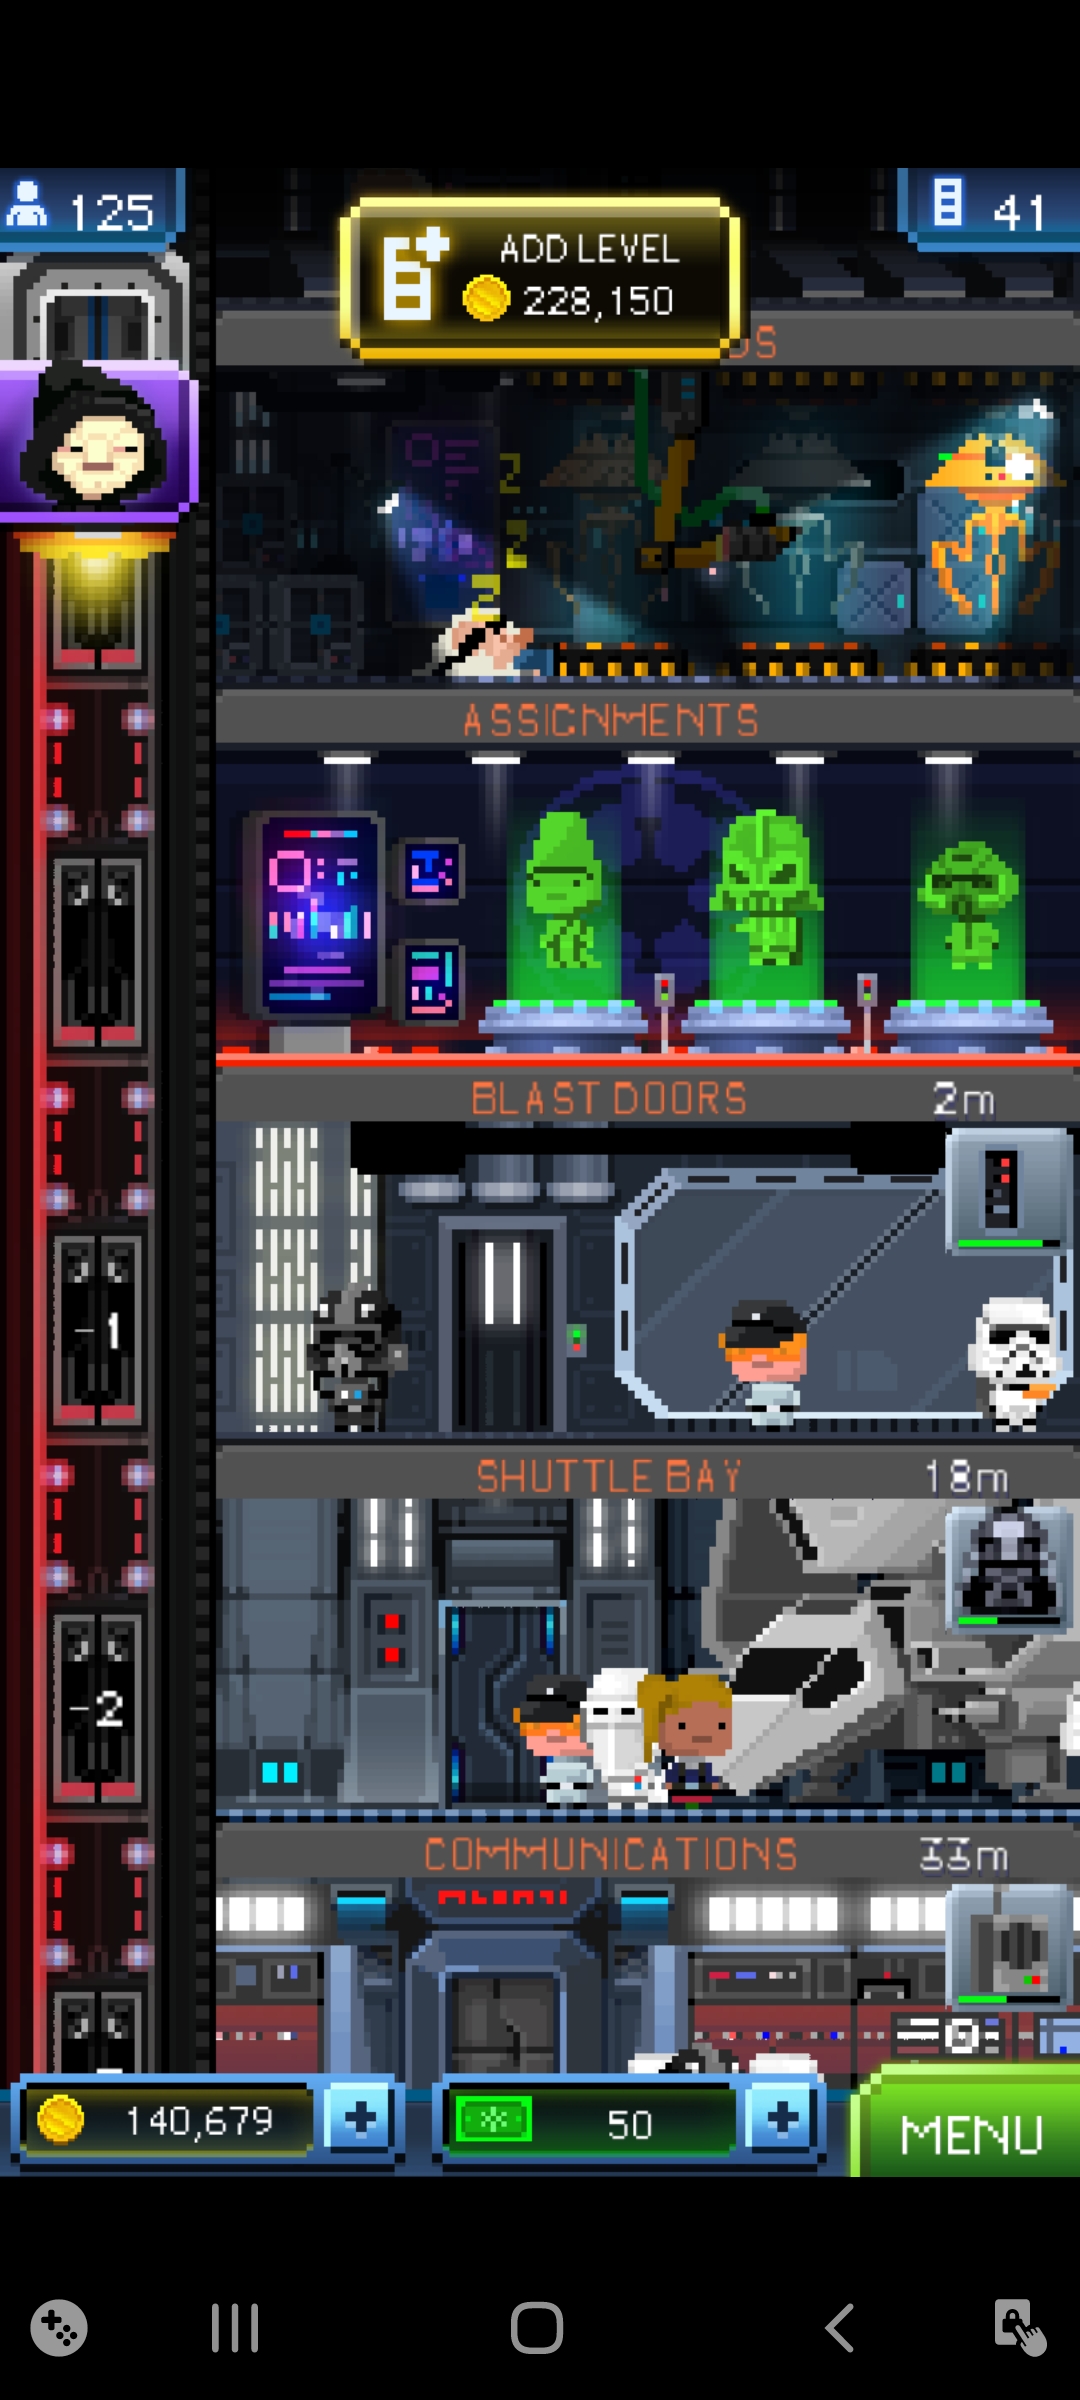 125
ADD LEVEL
228,150
41
ASSIGNMENTS
BLAST DOORS 2m
-1
SHUTTLE BAY 18m
-2
COMMUNICATIONS 33m
140,679 +
50 +
MENU